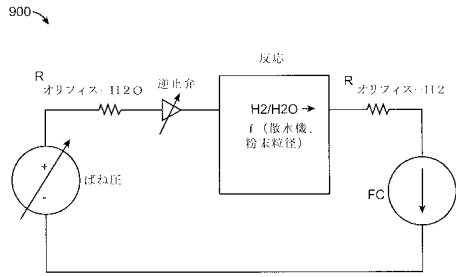 900
反応
R
オリフィス－H2O
逆止弁
H2/H2O →
f（散水機、
粉末粒径）
R
オリフィス－H2
+
ばね圧
-
FC